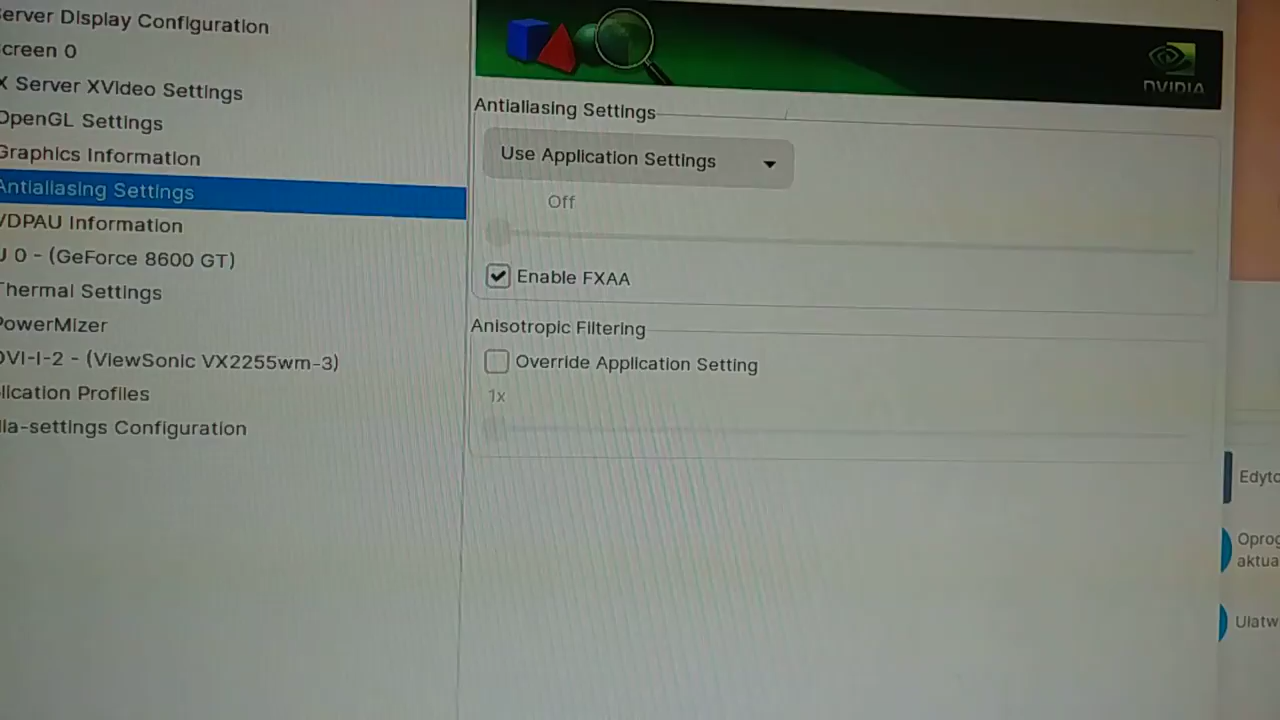 erver Display Configuration
creen 0
X Server XVideo Settings
OpenGL Settings
Graphics Information
Antialiasing Settings
VDPAU Information
U 0 - (GeForce 8600 GT)
Thermal Settings
PowerMizer
DVI-I-2 - (ViewSonic VX2255wm-3)
lication Profiles
ia-settings Configuration
NVIDIA
Antialiasing Settings
Use Application Settings
Off
Enable FXAA
Anisotropic Filtering
Override Application Setting
1x
Edyto
Oprog
aktua
Ułatw